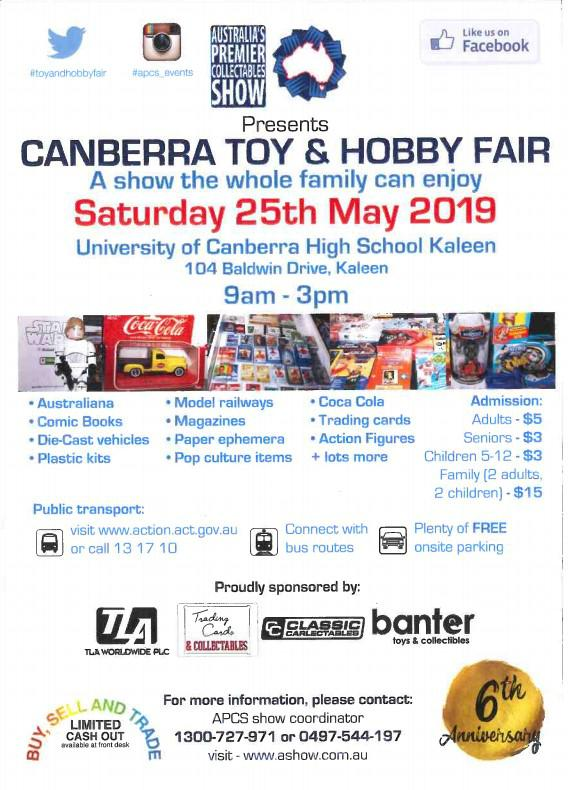 #toyandhobbyfair
#apcs_events
AUSTRALIA'S
PREMIER
COLLECTABLES
SHOW
Like us on
Facebook
Presents
CANBERRA TOY & HOBBY FAIR
A show the whole family can enjoy
Saturday 25th May 2019
University of Canberra High School Kaleen
104 Baldwin Drive, Kaleen
9am - 3pm
STAR
WARS
Coca-Cola
• Australiana
• Comic Books
• Die-Cast vehicles
• Plastic kits
• Model railways
• Magazines
• Paper ephemera
• Pop culture items
• Coca Cola
• Trading cards
• Action Figures
+ lots more
Admission:
Adults - $5
Seniors - $3
Children 5-12 - $3
Family (2 adults,
2 children) - $15
Public transport:
visit www.action.act.gov.au
or call 13 17 10
Connect with
bus routes
Plenty of FREE
onsite parking
Proudly sponsored by:
TLA
TLA WORLDWIDE PLC
Trading
Cards
& COLLECTABLES
CC CLASSIC
CARLECTABLES
banter
toys & collectibles
BUY, SELL AND TRADE
LIMITED
CASH OUT
available at front desk
For more information, please contact:
APCS show coordinator
1300-727-971 or 0497-544-197
visit - www.ashow.com.au
6th
Anniversary